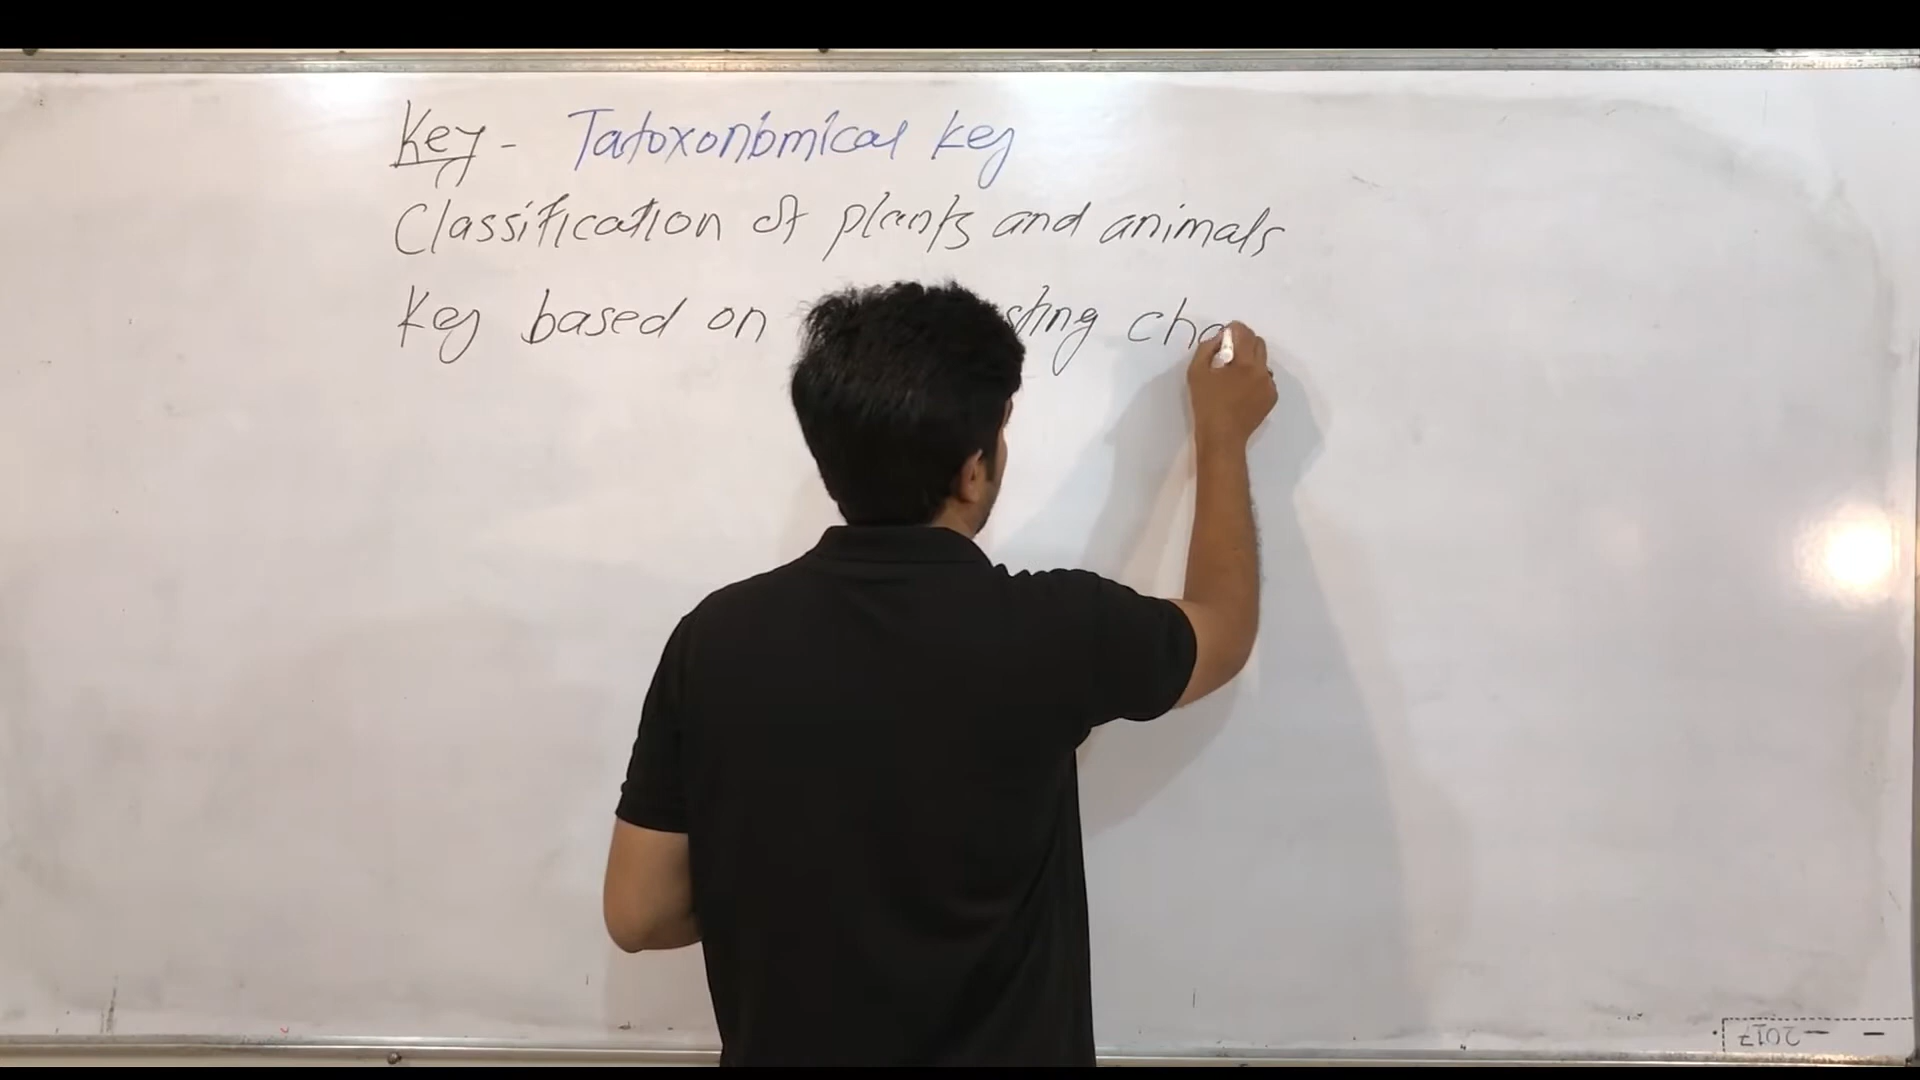 Key - Tatoxonomical key
Classification of plants and animals
Key based on sting cha
2017